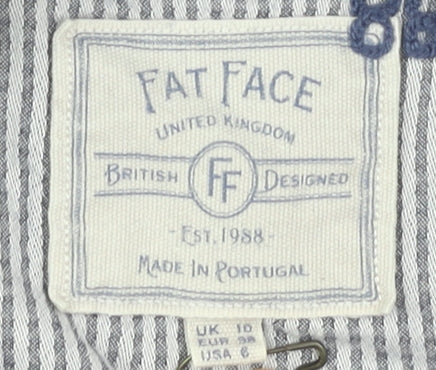 FAT FACE
UNITED KINGDOM
BRITISH FF DESIGNED
- EST. 1988 -
MADE IN PORTUGAL
UK 10
EUR 38
USA 6